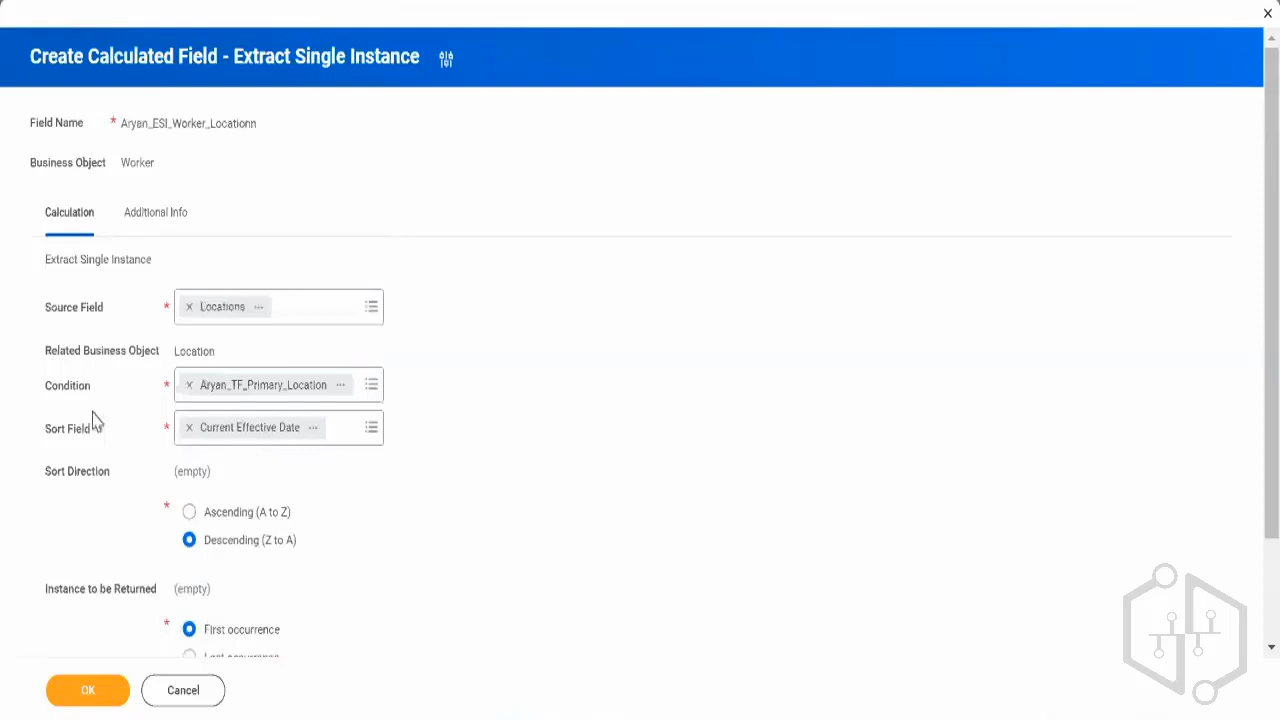 Create Calculated Field - Extract Single Instance
Field Name * Aryan_ESI_Worker_Locationn
Business Object Worker
Calculation Additional Info
Extract Single Instance
Source Field * × Locations ...
Related Business Object Location
Condition * × Aryan_TF_Primary_Location ...
Sort Field * × Current Effective Date ...
Sort Direction (empty)
* Ascending (A to Z)
Descending (Z to A)
Instance to be Returned (empty)
* First occurrence
Last occurrence
OK Cancel